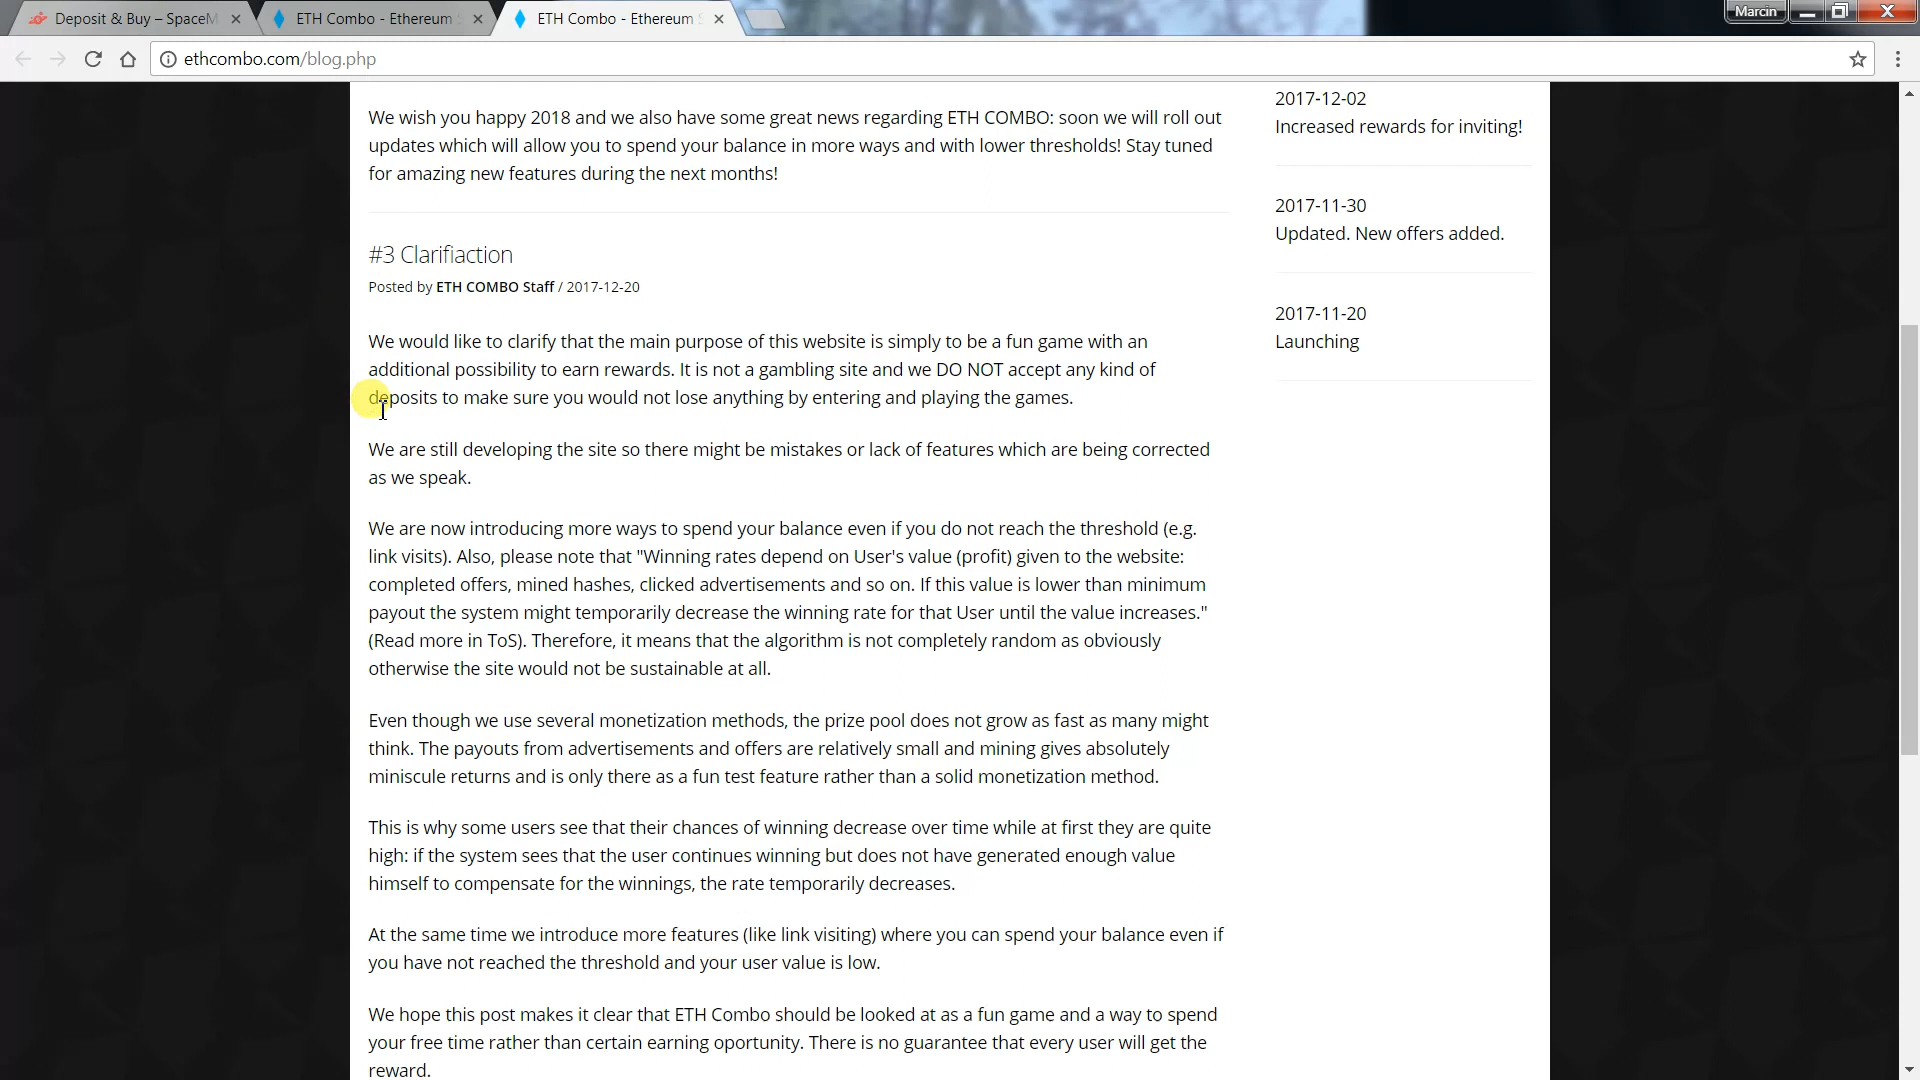 Deposit & Buy – SpaceM
ETH Combo - Ethereum
ETH Combo - Ethereum S
Marcin
ethcombo.com/blog.php
We wish you happy 2018 and we also have some great news regarding ETH COMBO: soon we will roll out
updates which will allow you to spend your balance in more ways and with lower thresholds! Stay tuned
for amazing new features during the next months!
#3 Clarifiaction
Posted by ETH COMBO Staff / 2017-12-20
We would like to clarify that the main purpose of this website is simply to be a fun game with an
additional possibility to earn rewards. It is not a gambling site and we DO NOT accept any kind of
deposits to make sure you would not lose anything by entering and playing the games.
We are still developing the site so there might be mistakes or lack of features which are being corrected
as we speak.
We are now introducing more ways to spend your balance even if you do not reach the threshold (e.g.
link visits). Also, please note that "Winning rates depend on User's value (profit) given to the website:
completed offers, mined hashes, clicked advertisements and so on. If this value is lower than minimum
payout the system might temporarily decrease the winning rate for that User until the value increases."
(Read more in ToS). Therefore, it means that the algorithm is not completely random as obviously
otherwise the site would not be sustainable at all.
Even though we use several monetization methods, the prize pool does not grow as fast as many might
think. The payouts from advertisements and offers are relatively small and mining gives absolutely
miniscule returns and is only there as a fun test feature rather than a solid monetization method.
This is why some users see that their chances of winning decrease over time while at first they are quite
high: if the system sees that the user continues winning but does not have generated enough value
himself to compensate for the winnings, the rate temporarily decreases.
At the same time we introduce more features (like link visiting) where you can spend your balance even if
you have not reached the threshold and your user value is low.
We hope this post makes it clear that ETH Combo should be looked at as a fun game and a way to spend
your free time rather than certain earning oportunity. There is no guarantee that every user will get the
reward.
2017-12-02
Increased rewards for inviting!
2017-11-30
Updated. New offers added.
2017-11-20
Launching